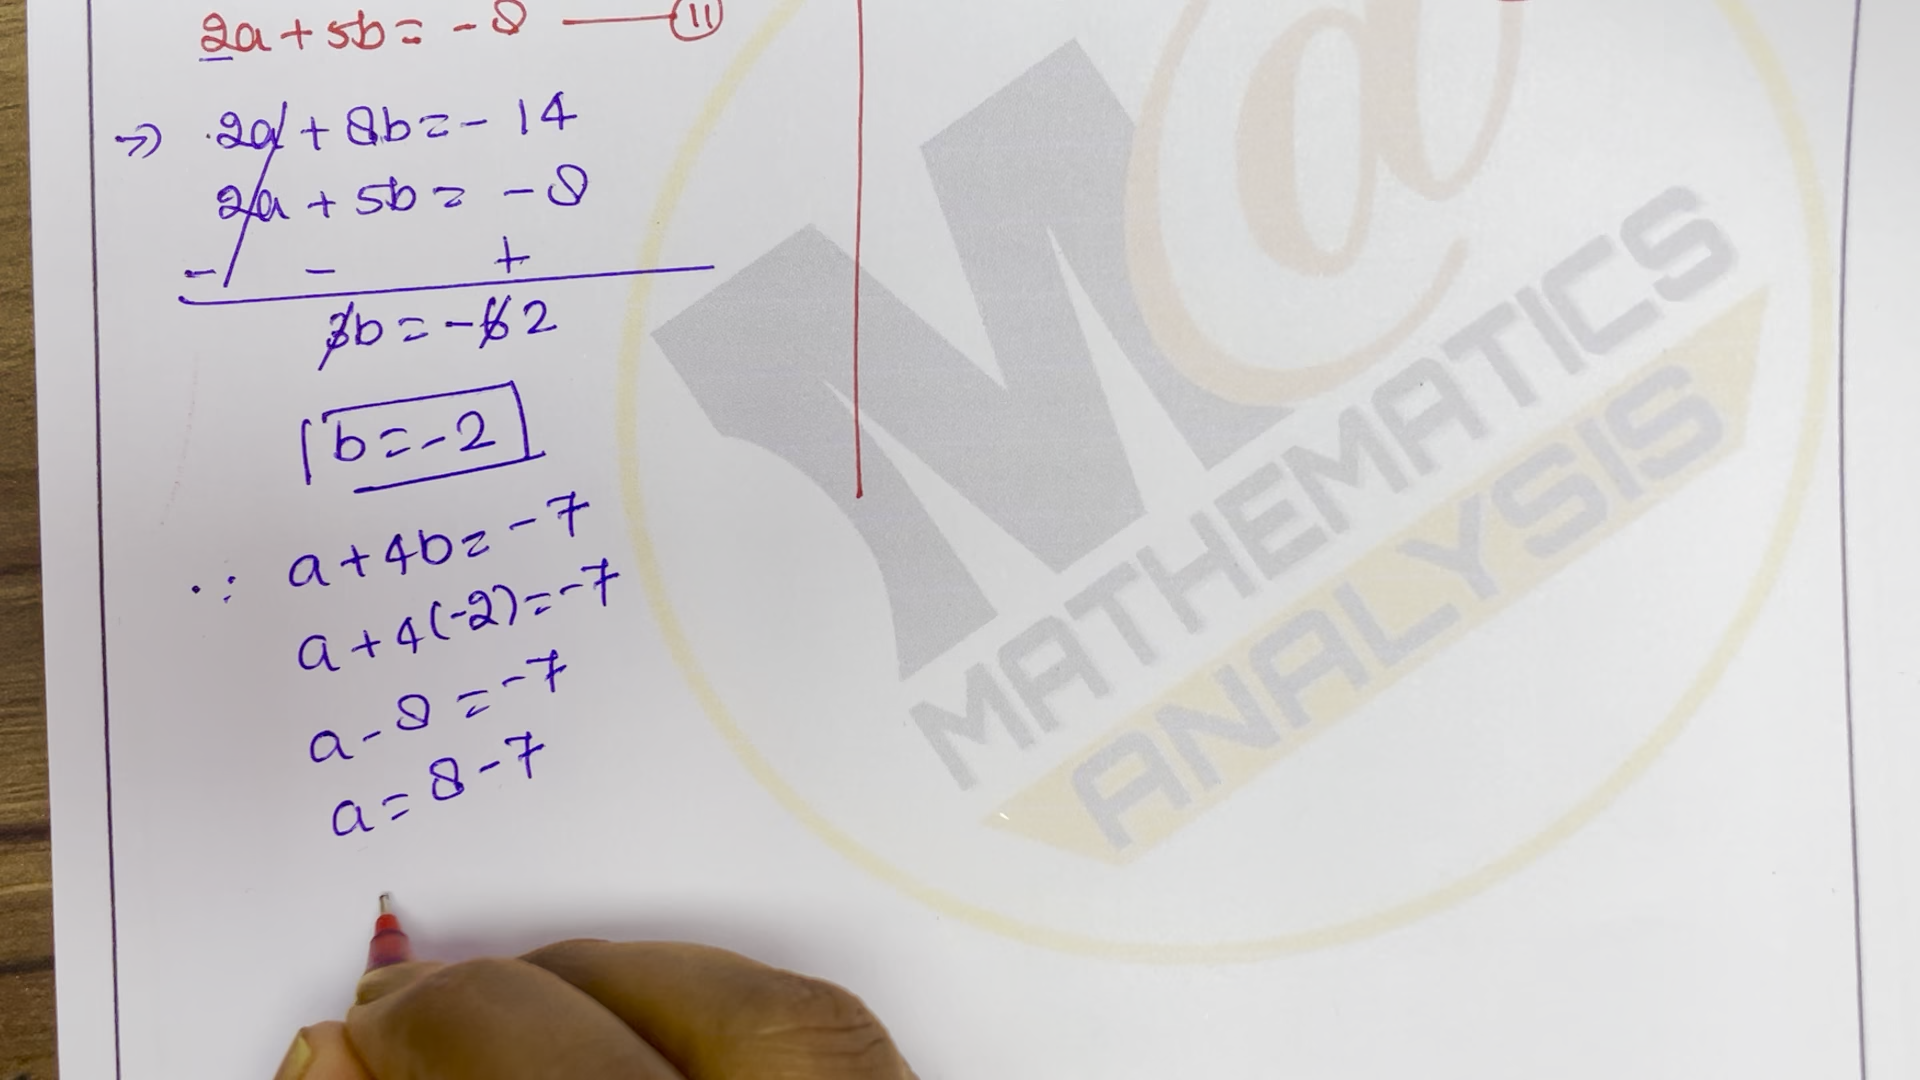 2a + 5b = - 8 —— (11)
⇒ 2a + 8b = - 14
2a + 5b = - 8
- - +
3b = - 6 2
b = - 2
∴ a + 4b = - 7
a + 4(-2) = - 7
a - 8 = - 7
a = 8 - 7
M@
MATHEMATICS
ANALYSIS